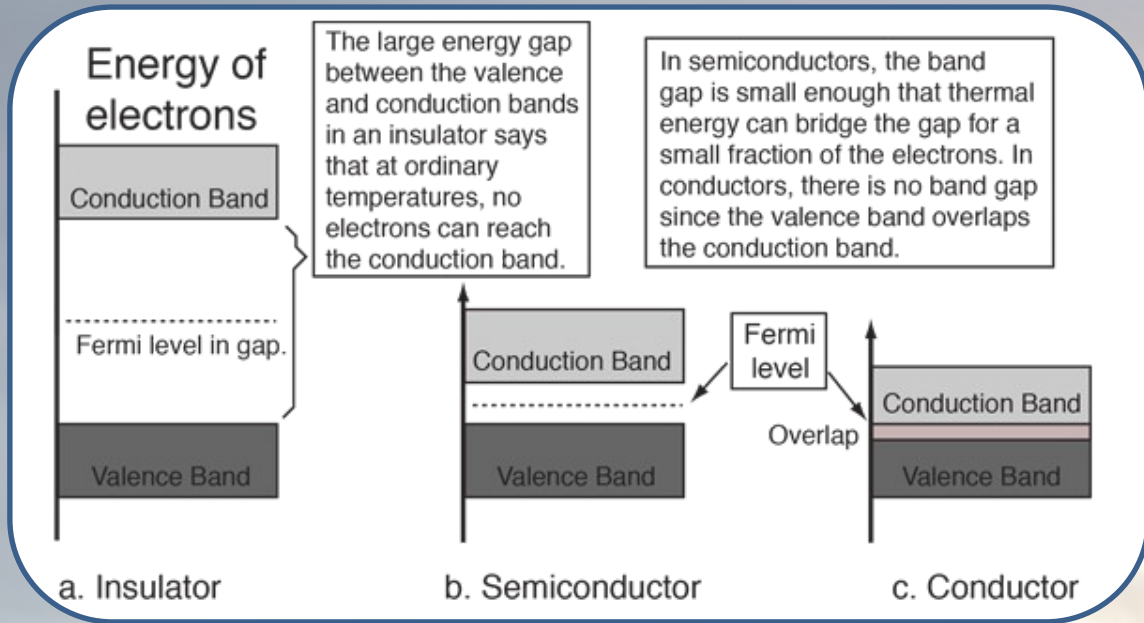 Energy of
electrons
Conduction Band
Fermi level in gap.
Valence Band
a. Insulator
The large energy gap
between the valence
and conduction bands
in an insulator says
that at ordinary
temperatures, no
electrons can reach
the conduction band.
In semiconductors, the band
gap is small enough that thermal
energy can bridge the gap for a
small fraction of the electrons. In
conductors, there is no band gap
since the valence band overlaps
the conduction band.
Conduction Band
Valence Band
b. Semiconductor
Fermi
level
Conduction Band
Overlap
Valence Band
c. Conductor